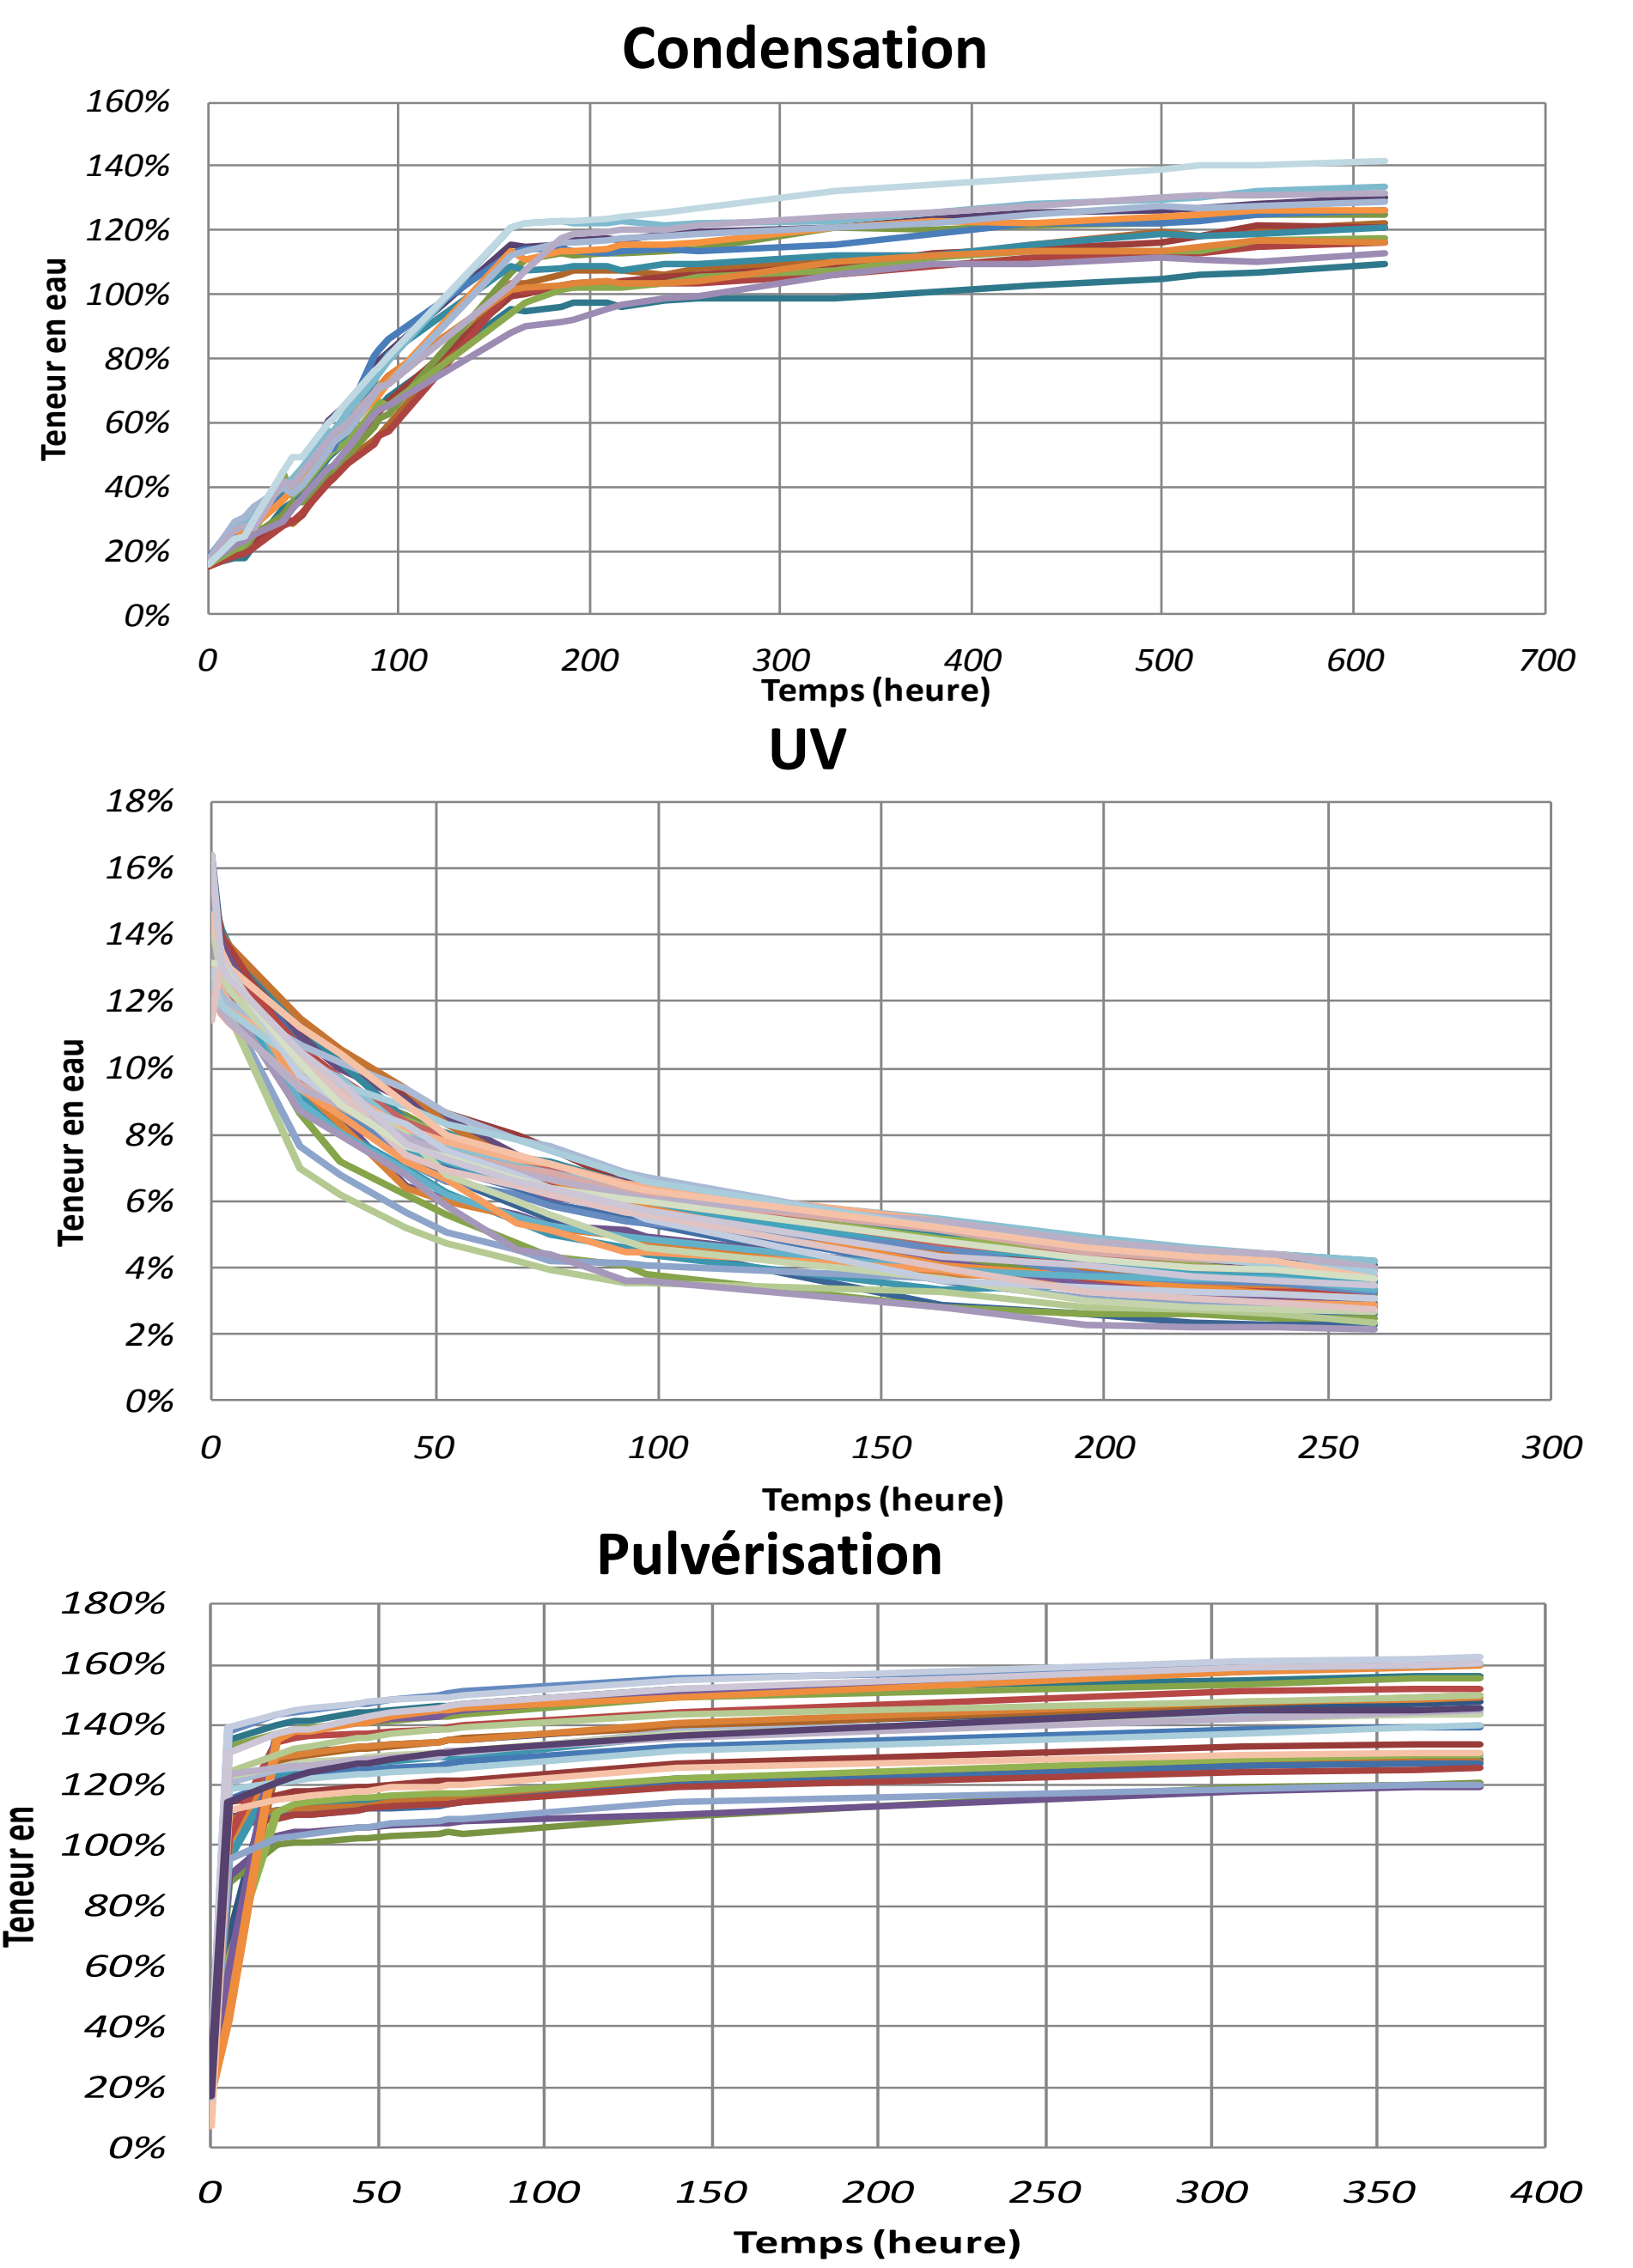 Condensation
160%
140%
120%
100%
80%
60%
40%
20%
0%
Teneur en eau
0 100 200 300 400 500 600 700
Temps (heure)
UV
18%
16%
14%
12%
10%
8%
6%
4%
2%
0%
Teneur en eau
0 50 100 150 200 250 300
Temps (heure)
Pulvérisation
180%
160%
140%
120%
100%
80%
60%
40%
20%
0%
Teneur en
0 50 100 150 200 250 300 350 400
Temps (heure)